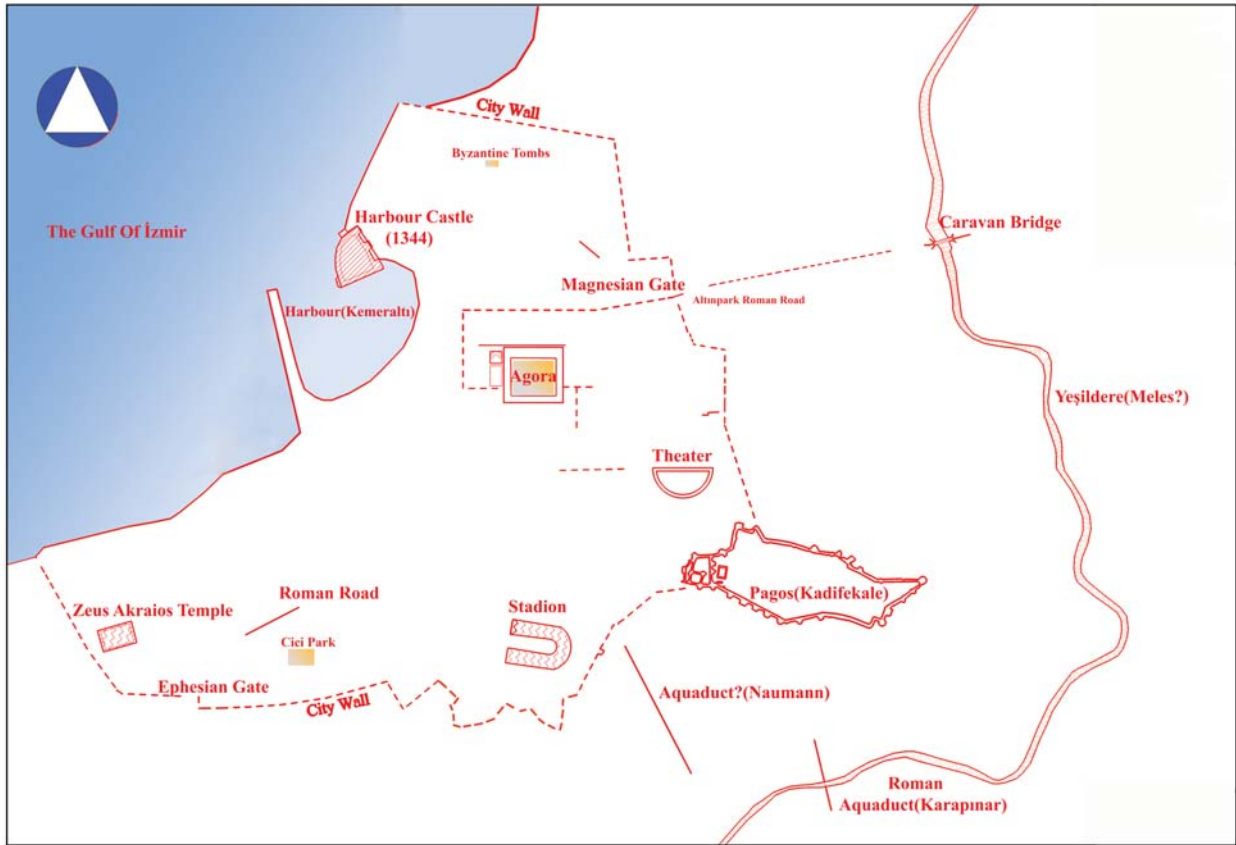 City Wall
Byzantine Tombs
The Gulf Of İzmir
Harbour Castle
(1344)
Caravan Bridge
Magnesian Gate
Altınpark Roman Road
Harbour(Kemeraltı)
Agora
Yeşildere(Meles?)
Theater
Pagos(Kadifekale)
Roman Road
Zeus Akraios Temple
Stadion
Cici Park
Ephesian Gate
City Wall
Aquaduct?(Naumann)
Roman
Aquaduct(Karapınar)